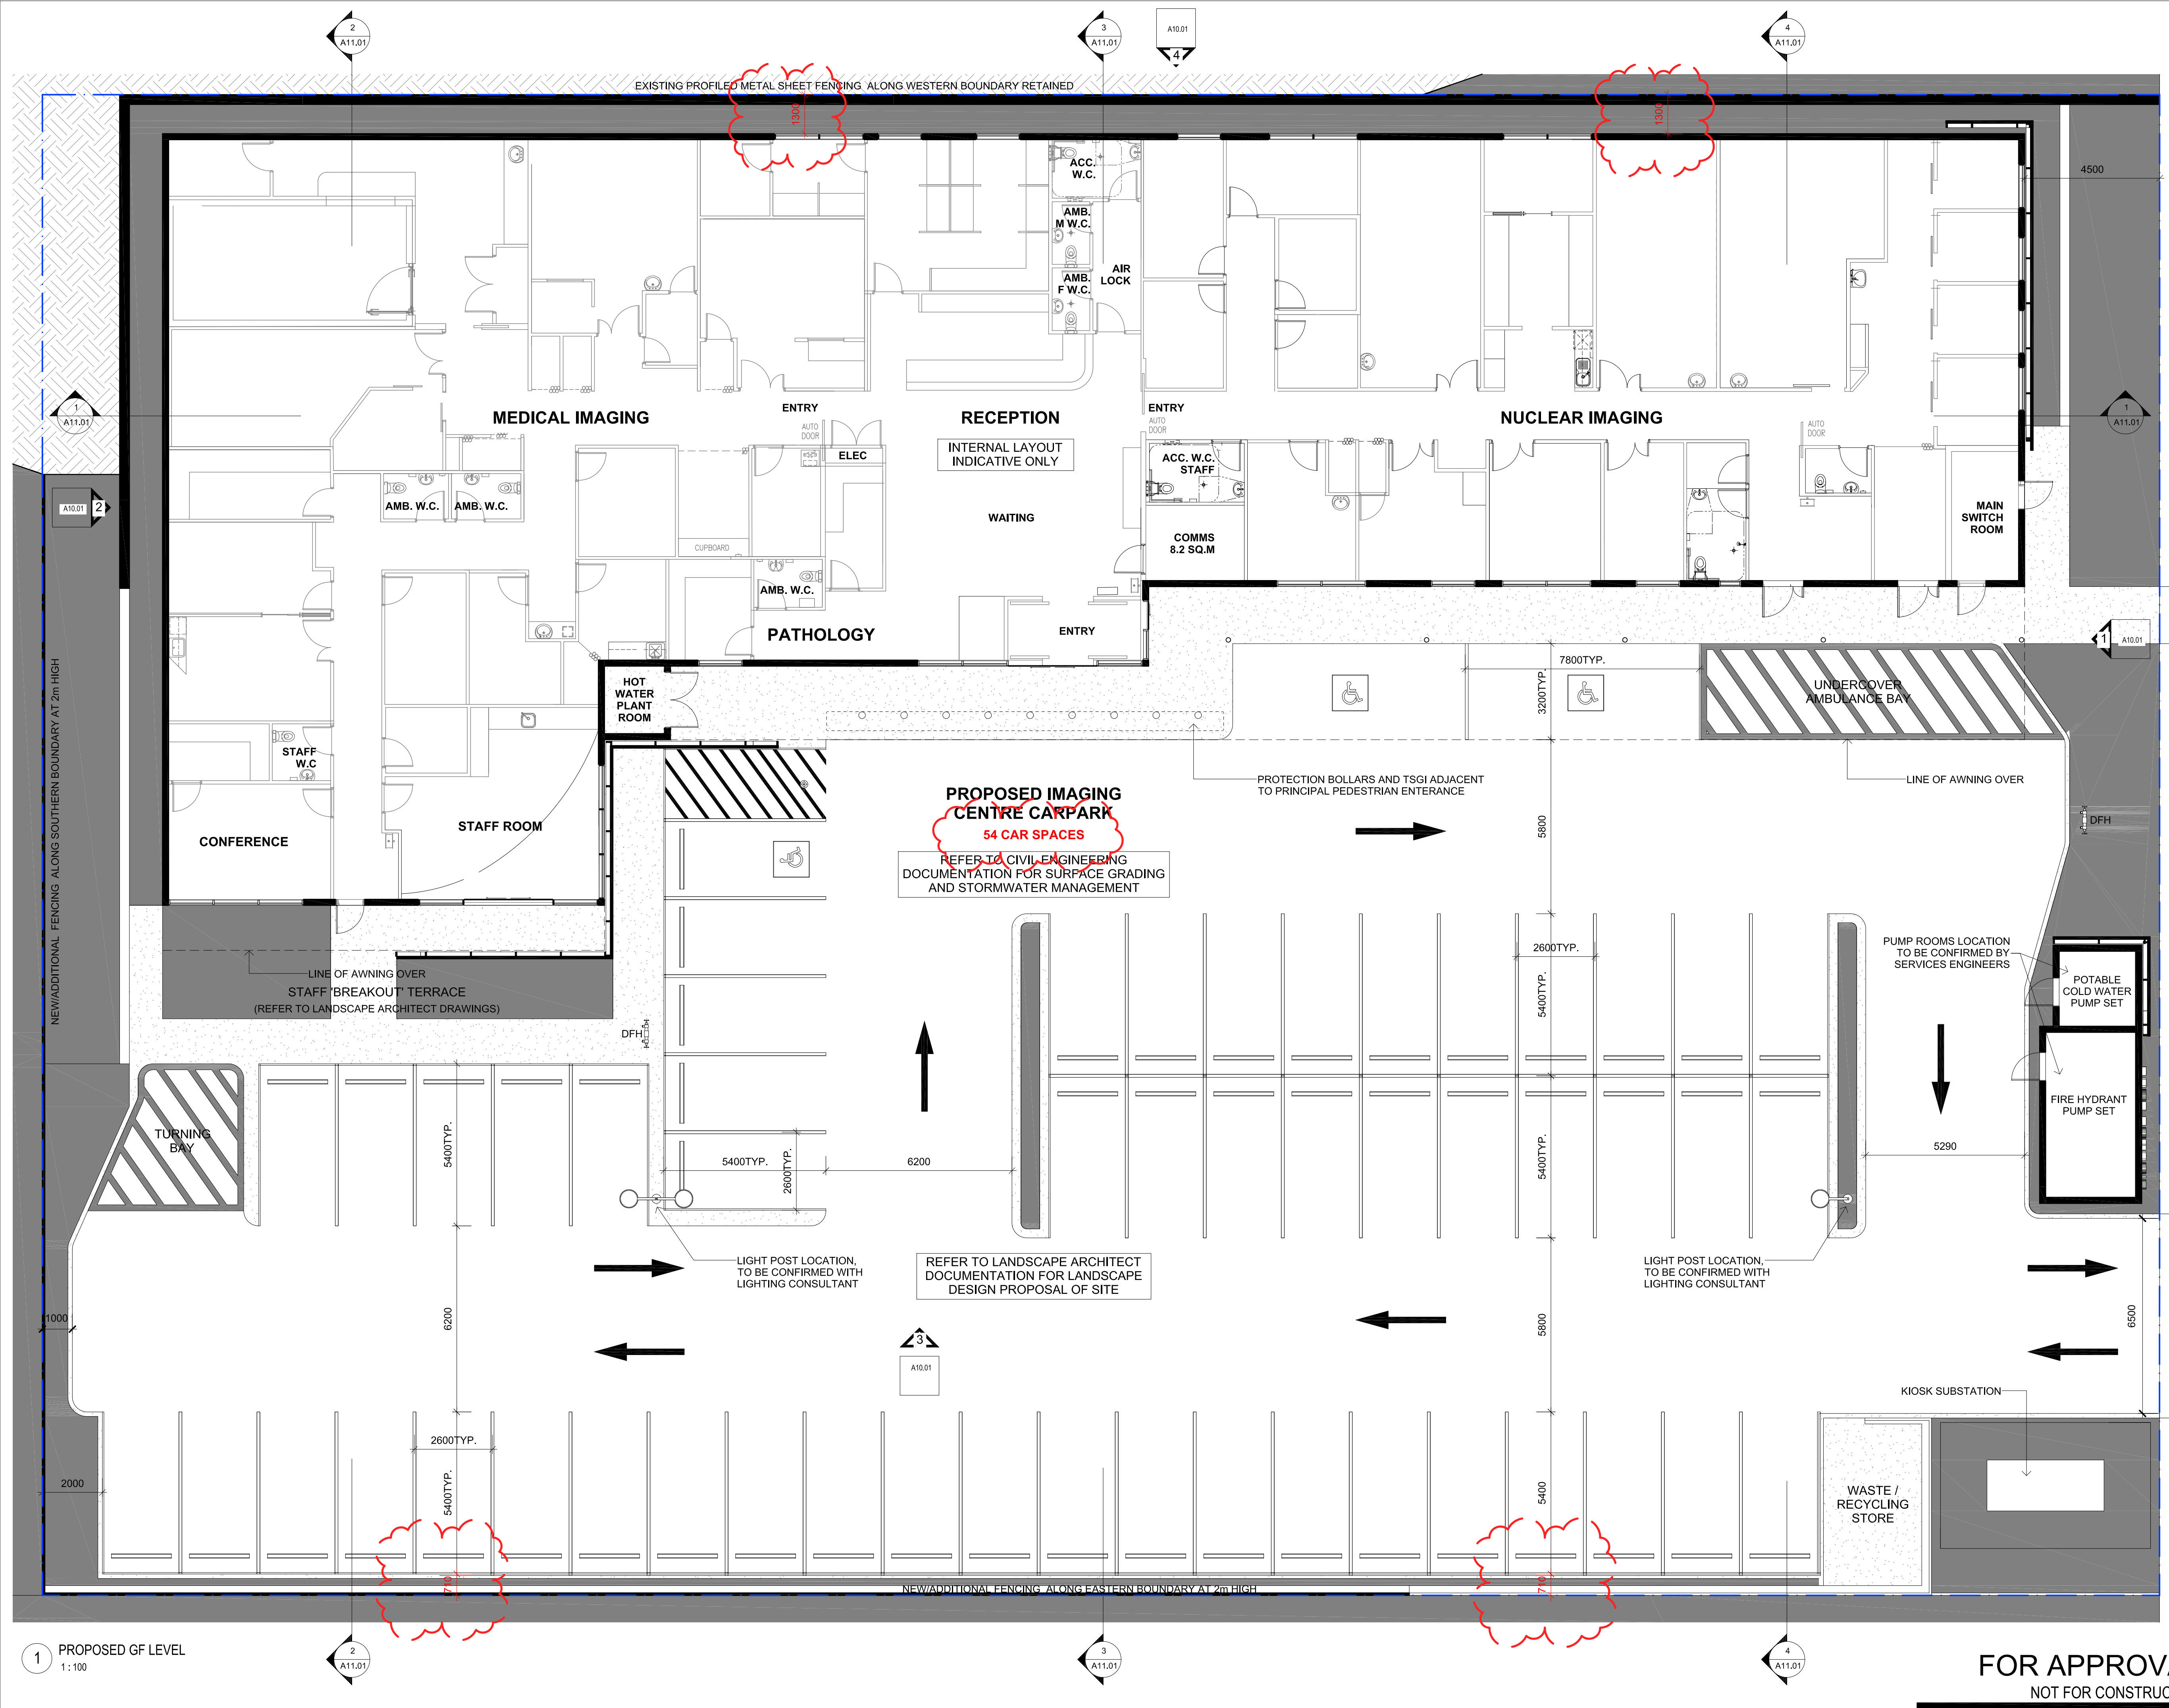 2
A11.01
3
A11.01
A10.01
4
4
A11.01
EXISTING PROFILED METAL SHEET FENCING ALONG WESTERN BOUNDARY RETAINED
1300
1300
4500
ACC.
W.C.
AMB.
M W.C.
AMB.
F W.C.
AIR
LOCK
1
A11.01
MEDICAL IMAGING
ENTRY
AUTO
DOOR
RECEPTION
ENTRY
AUTO
DOOR
NUCLEAR IMAGING
AUTO
DOOR
1
A11.01
INTERNAL LAYOUT
INDICATIVE ONLY
ELEC
ACC. W.C.
STAFF
A10.01
2
AMB. W.C.
AMB. W.C.
WAITING
COMMS
8.2 SQ.M
MAIN
SWITCH
ROOM
CUPBOARD
AMB. W.C.
PATHOLOGY
ENTRY
1
A10.01
HOT
WATER
PLANT
ROOM
7800TYP.
3200TYP.
UNDERCOVER
AMBULANCE BAY
NEW/ADDITIONAL FENCING ALONG SOUTHERN BOUNDARY AT 2m HIGH
STAFF
W.C
CONFERENCE
STAFF ROOM
PROTECTION BOLLARS AND TSGI ADJACENT
TO PRINCIPAL PEDESTRIAN ENTERANCE
LINE OF AWNING OVER
PROPOSED IMAGING
CENTRE CARPARK
54 CAR SPACES
REFER TO CIVIL ENGINEERING
DOCUMENTATION FOR SURFACE GRADING
AND STORMWATER MANAGEMENT
5800
DFH
LINE OF AWNING OVER
STAFF 'BREAKOUT' TERRACE
(REFER TO LANDSCAPE ARCHITECT DRAWINGS)
DFH
2600TYP.
5400TYP.
PUMP ROOMS LOCATION
TO BE CONFIRMED BY
SERVICES ENGINEERS
POTABLE
COLD WATER
PUMP SET
FIRE HYDRANT
PUMP SET
TURNING
BAY
5400TYP.
5400TYP.
2600TYP.
6200
5400TYP.
5290
LIGHT POST LOCATION,
TO BE CONFIRMED WITH
LIGHTING CONSULTANT
REFER TO LANDSCAPE ARCHITECT
DOCUMENTATION FOR LANDSCAPE
DESIGN PROPOSAL OF SITE
LIGHT POST LOCATION,
TO BE CONFIRMED WITH
LIGHTING CONSULTANT
1000
6200
3
A10.01
5800
6500
KIOSK SUBSTATION
2600TYP.
2000
5400TYP.
5400
WASTE /
RECYCLING
STORE
710
710
NEW/ADDITIONAL FENCING ALONG EASTERN BOUNDARY AT 2m HIGH
1
PROPOSED GF LEVEL
1 : 100
2
A11.01
3
A11.01
4
A11.01
FOR APPROVA
NOT FOR CONSTRUC